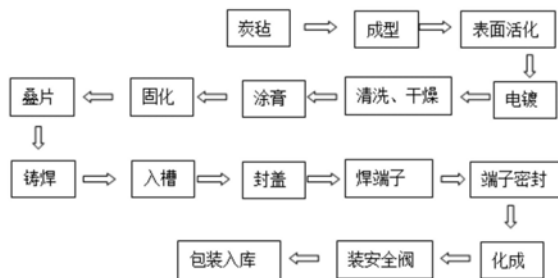 炭毡
成型
表面活化
电镀
清洗、干燥
涂膏
固化
叠片
铸焊
入槽
封盖
焊端子
端子密封
化成
装安全阀
包装入库